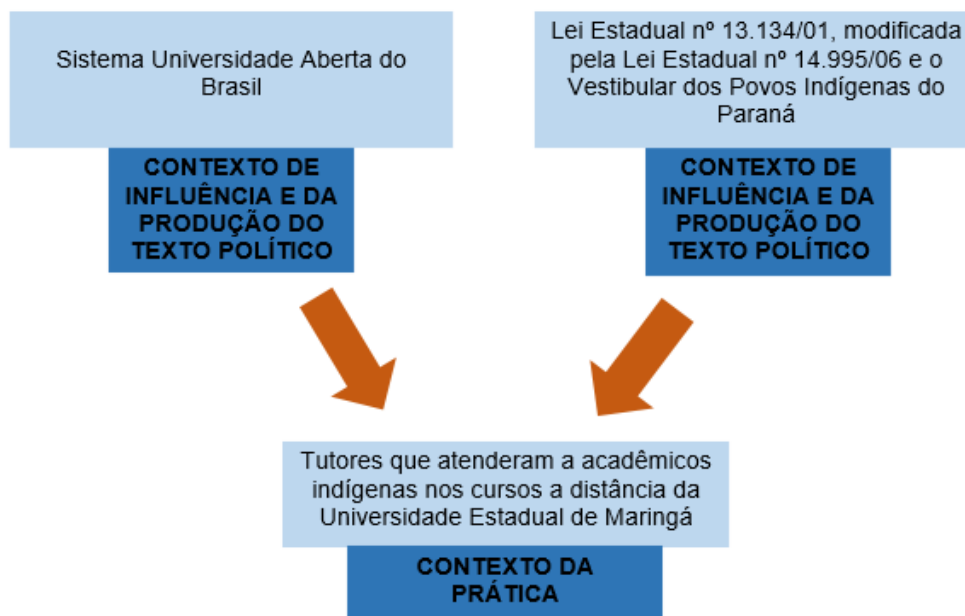 Sistema Universidade Aberta do
Brasil
CONTEXTO DE
INFLUÊNCIA E DA
PRODUÇÃO DO
TEXTO POLÍTICO
Lei Estadual nº 13.134/01, modificada
pela Lei Estadual nº 14.995/06 e o
Vestibular dos Povos Indígenas do
Paraná
CONTEXTO DE
INFLUÊNCIA E DA
PRODUÇÃO DO
TEXTO POLÍTICO
Tutores que atenderam a acadêmicos
indígenas nos cursos a distância da
Universidade Estadual de Maringá
CONTEXTO DA
PRÁTICA